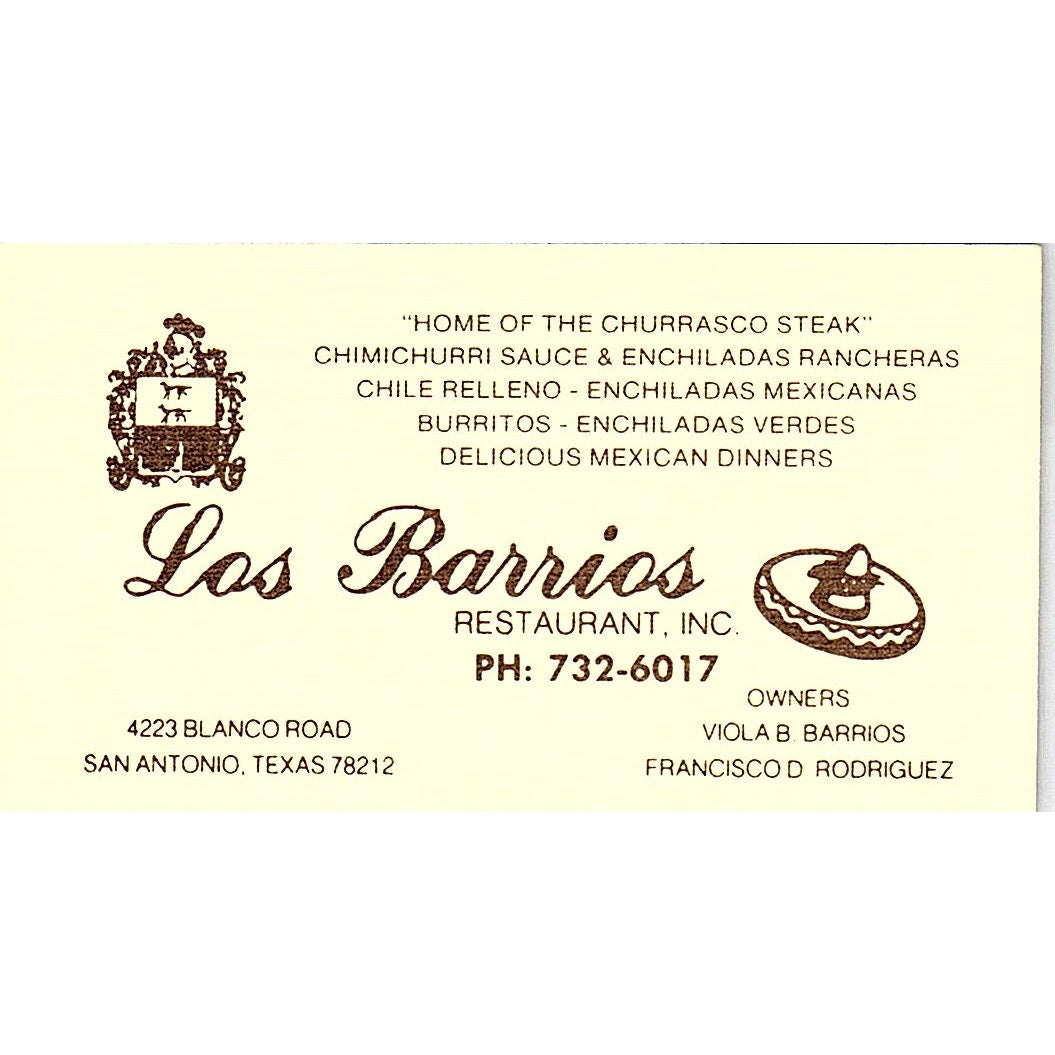 "HOME OF THE CHURRASCO STEAK"
CHIMICHURRI SAUCE & ENCHILADAS RANCHERAS
CHILE RELLENO - ENCHILADAS MEXICANAS
BURRITOS - ENCHILADAS VERDES
DELICIOUS MEXICAN DINNERS
Los Barrios
RESTAURANT, INC.
PH: 732-6017
4223 BLANCO ROAD
SAN ANTONIO, TEXAS 78212
OWNERS
VIOLA B. BARRIOS
FRANCISCO D RODRIGUEZ